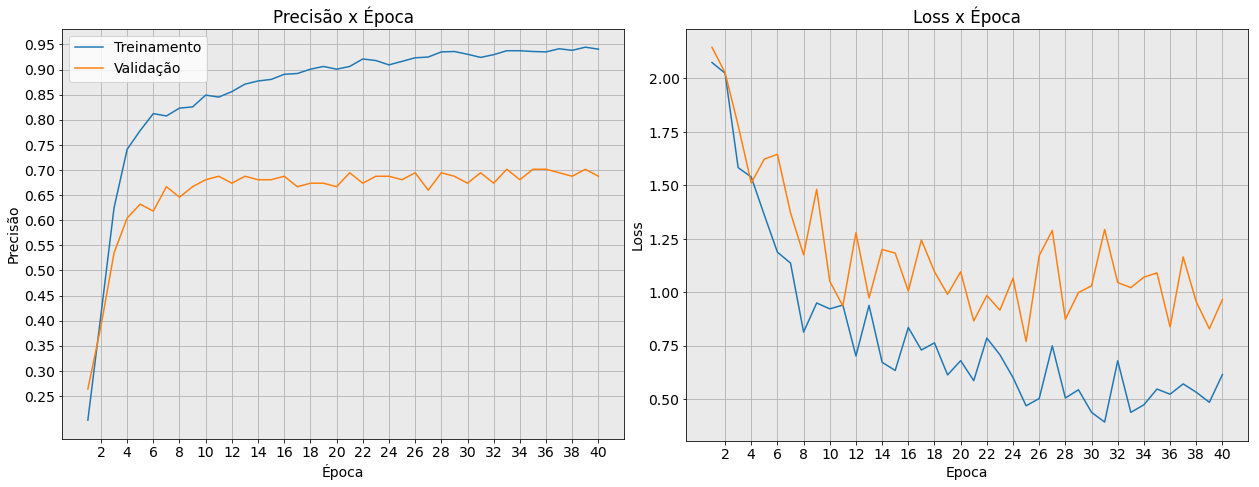 Precisão x Época
Treinamento
Validação
0.95
0.90
0.85
0.80
0.75
0.70
0.65
0.60
0.55
0.50
0.45
0.40
0.35
0.30
0.25
Precisão
2 4 6 8 10 12 14 16 18 20 22 24 26 28 30 32 34 36 38 40
Época
Loss x Época
2.00
1.75
1.50
1.25
1.00
0.75
0.50
Loss
2 4 6 8 10 12 14 16 18 20 22 24 26 28 30 32 34 36 38 40
Epoca